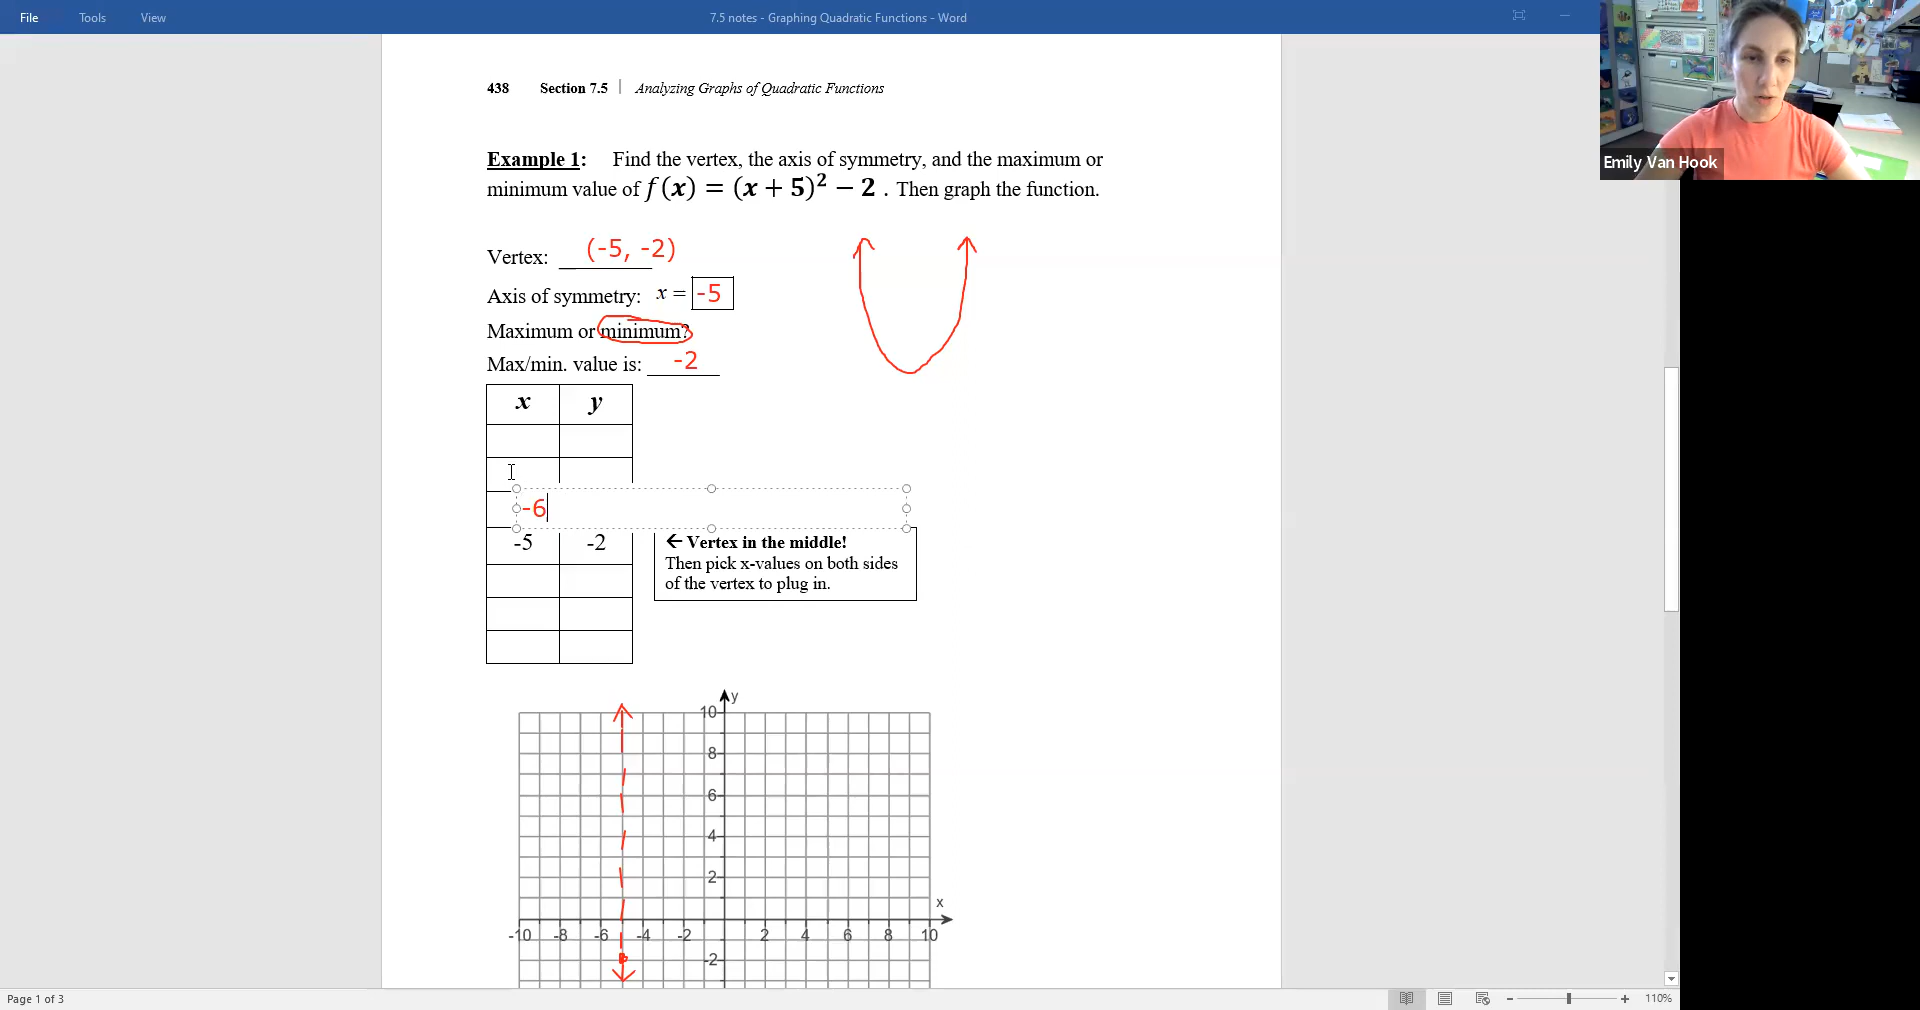 File Tools View 7.5 notes - Graphing Quadratic Functions - Word
438 Section 7.5 | Analyzing Graphs of Quadratic Functions
Example 1: Find the vertex, the axis of symmetry, and the maximum or
minimum value of f(x) = (x + 5)² − 2 . Then graph the function.
Emily Van Hook
Vertex: (-5, -2)
Axis of symmetry: x = -5
Maximum or minimum?
Max/min. value is: -2
x y
-6
-5 -2
← Vertex in the middle!
Then pick x-values on both sides
of the vertex to plug in.
y
10
8
6
4
2
x
-10 -8 -6 -4 -2 2 4 6 8 10
-2
Page 1 of 3 110%